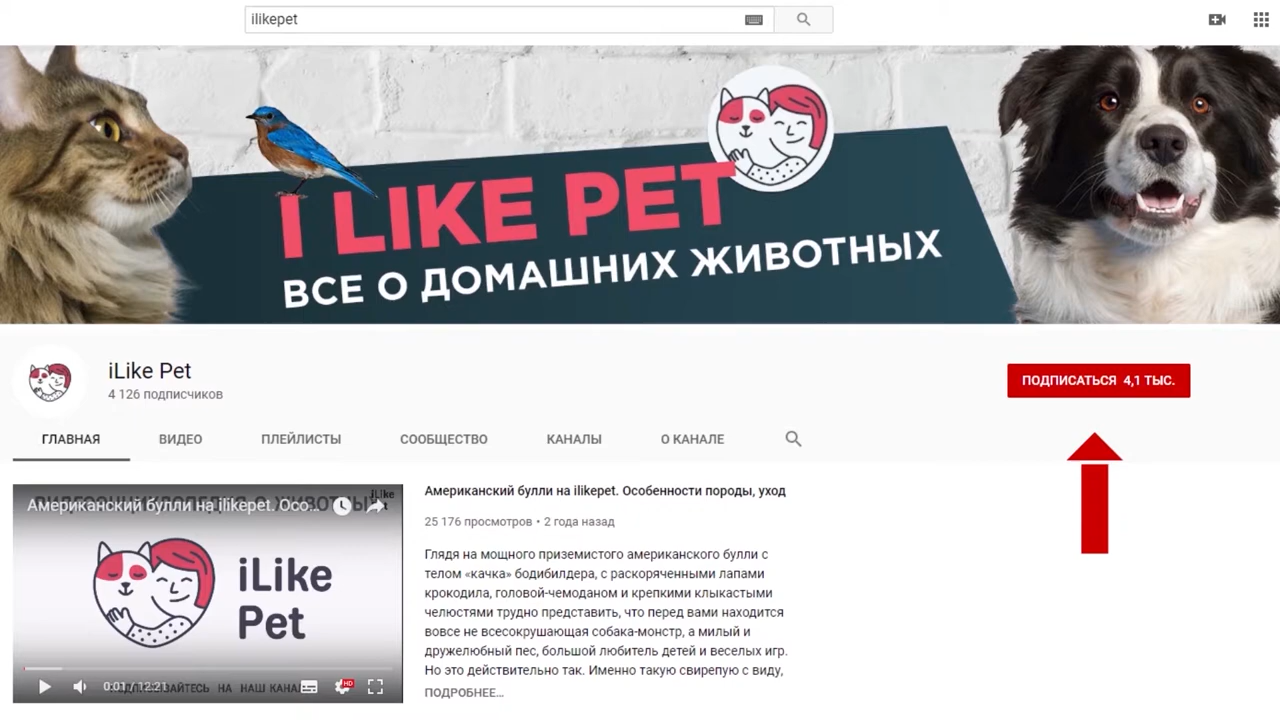 ilikepet
I LIKE PET
ВСЕ О ДОМАШНИХ ЖИВОТНЫХ
iLike Pet
4 126 подписчиков
ПОДПИСАТЬСЯ 4,1 ТЫС.
ГЛАВНАЯ ВИДЕО ПЛЕЙЛИСТЫ СООБЩЕСТВО КАНАЛЫ О КАНАЛЕ
Американский булли на ilikepet. Осо...
iLike
Pet
0:01 / 12:21
HD
Американский булли на ilikepet. Особенности породы, уход
25 176 просмотров • 2 года назад
Глядя на мощного приземистого американского булли с
телом «качка» бодибилдера, с раскоряченными лапами
крокодила, головой-чемоданом и крепкими клыкастыми
челюстями трудно представить, что перед вами находится
вовсе не всесокрушающая собака-монстр, а милый и
дружелюбный пес, большой любитель детей и веселых игр.
Но это действительно так. Именно такую свирепую с виду,
ПОДРОБНЕЕ...